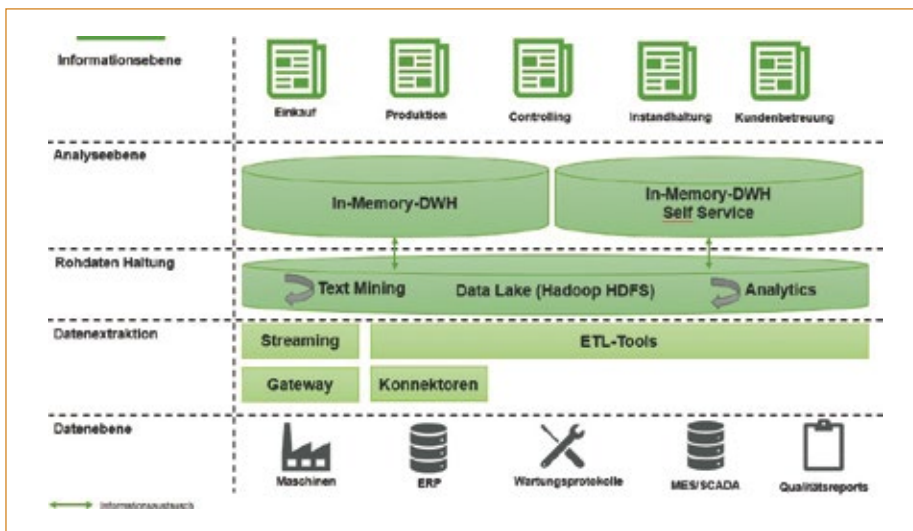 Informationsebene
Einkauf
Produktion
Controlling
Instandhaltung
Kundenbetreuung
Analyseebene
In-Memory-DWH
In-Memory-DWH
Self Service
Rohdaten Haltung
Text Mining
Data Lake (Hadoop HDFS)
Analytics
Datenextraktion
Streaming
ETL-Tools
Gateway
Konnektoren
Datenebene
Maschinen
ERP
Wartungsprotokolle
MES/SCADA
Qualitätsreports
Informationsaustausch